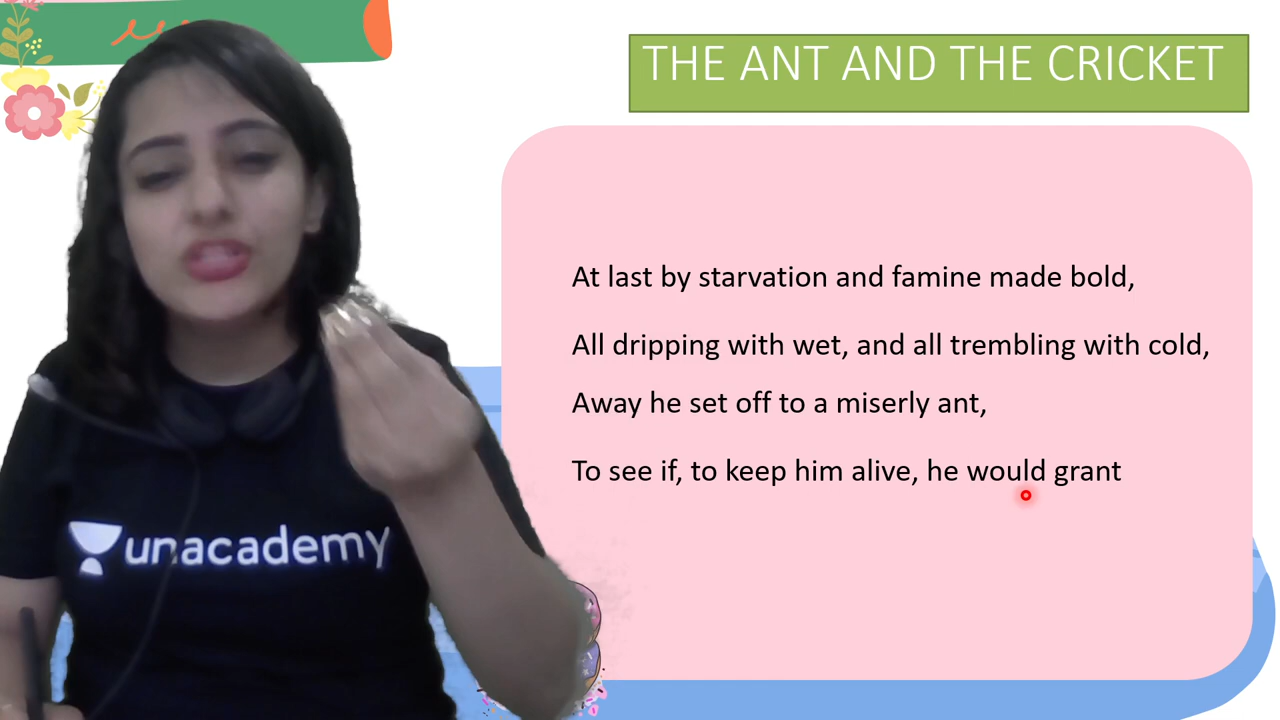 THE ANT AND THE CRICKET
At last by starvation and famine made bold,
All dripping with wet, and all trembling with cold,
Away he set off to a miserly ant,
To see if, to keep him alive, he would grant
unacademy